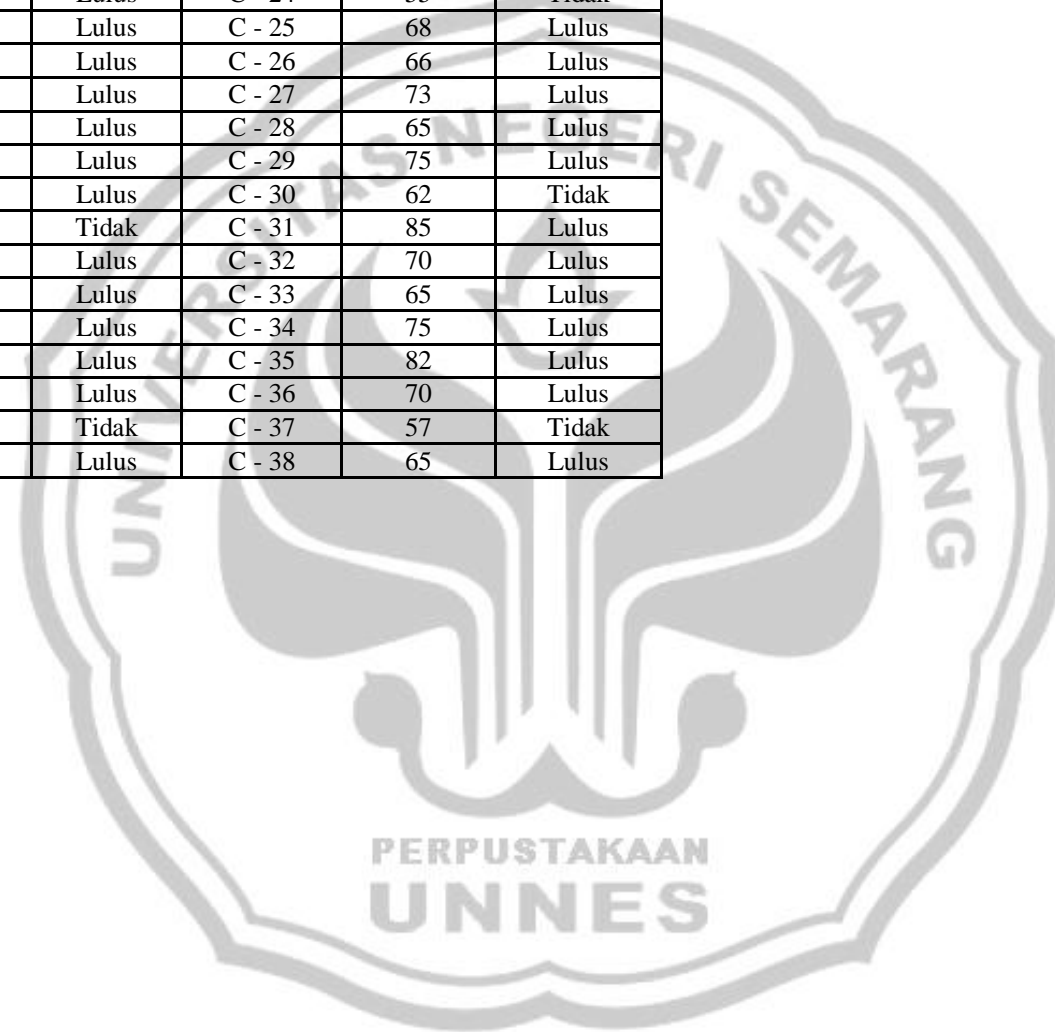 Lulus C - 25 68 Lulus
Lulus C - 26 66 Lulus
Lulus C - 27 73 Lulus
Lulus C - 28 65 Lulus
Lulus C - 29 75 Lulus
Lulus C - 30 62 Tidak
Tidak C - 31 85 Lulus
Lulus C - 32 70 Lulus
Lulus C - 33 65 Lulus
Lulus C - 34 75 Lulus
Lulus C - 35 82 Lulus
Lulus C - 36 70 Lulus
Tidak C - 37 57 Tidak
Lulus C - 38 65 Lulus
UNIVERSITAS NEGERI SEMARANG
PERPUSTAKAAN
UNNES